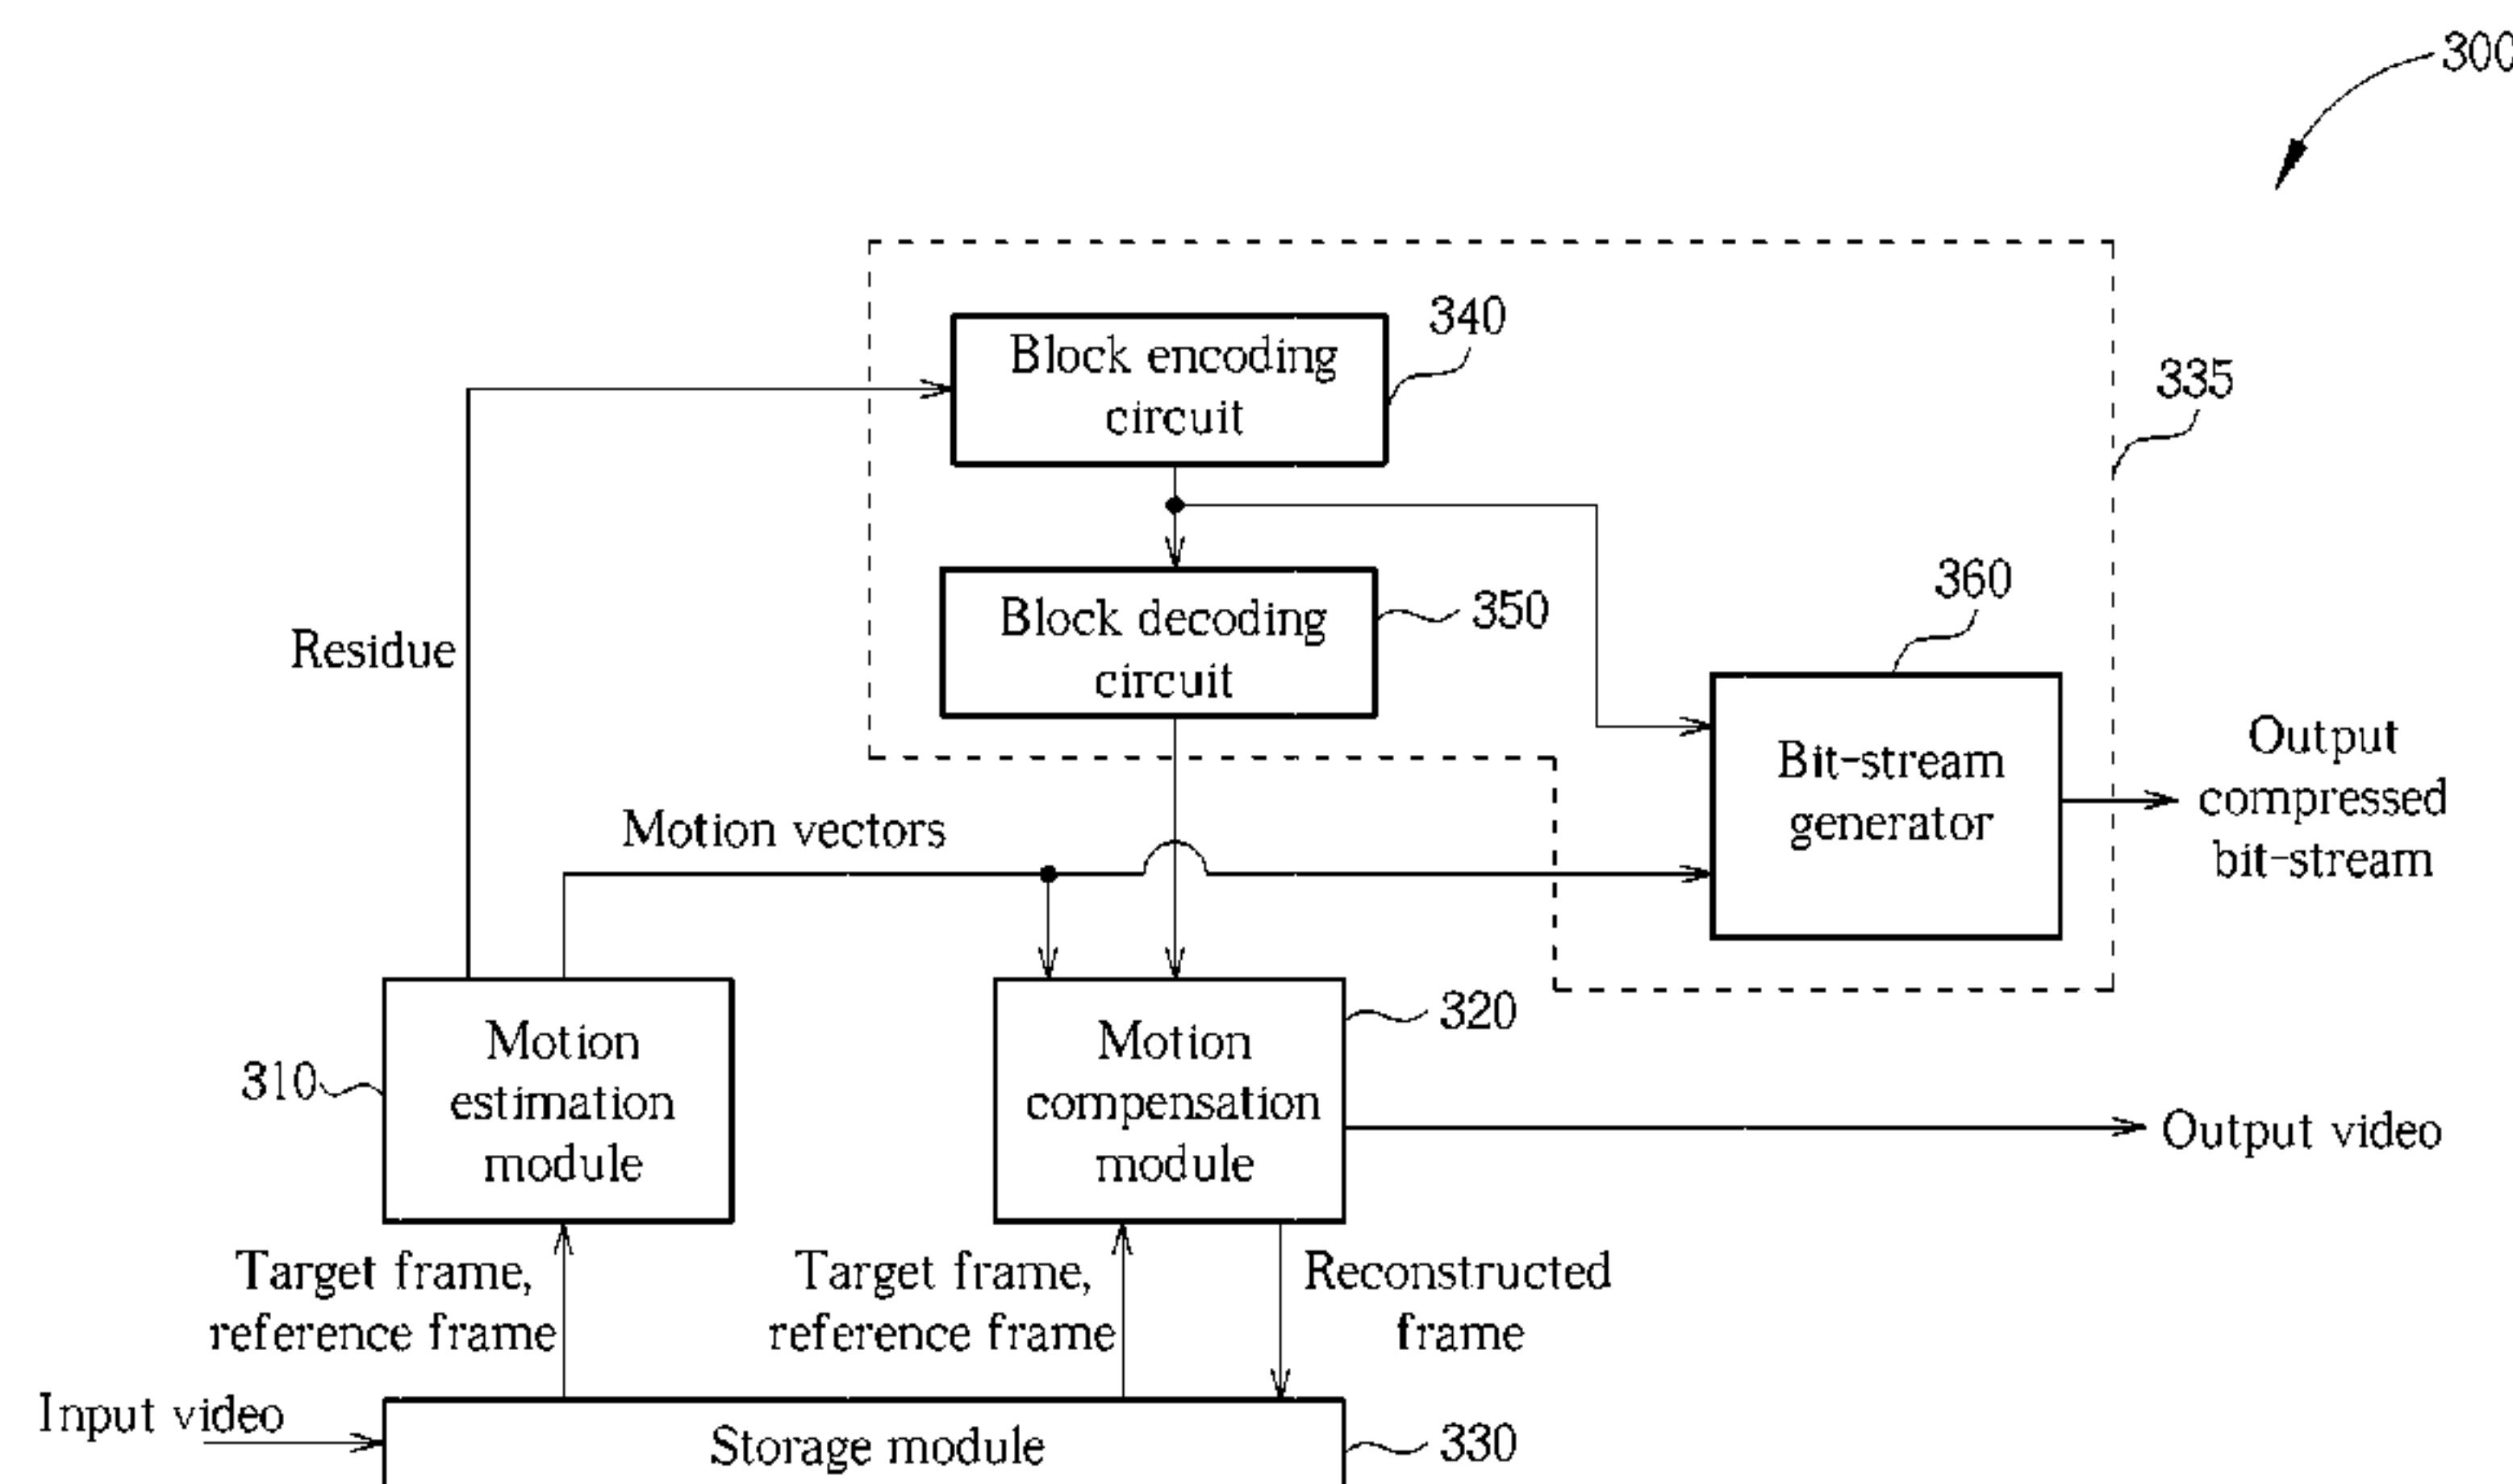 300
340
Block encoding
circuit
335
360
Block decoding
circuit
350
Residue
Bit-stream
generator
Output
compressed
bit-stream
Motion vectors
310
Motion
estimation
module
Motion
compensation
module
320
Output video
Target frame,
reference frame
Target frame,
reference frame
Reconstructed
frame
Input video
Storage module
330